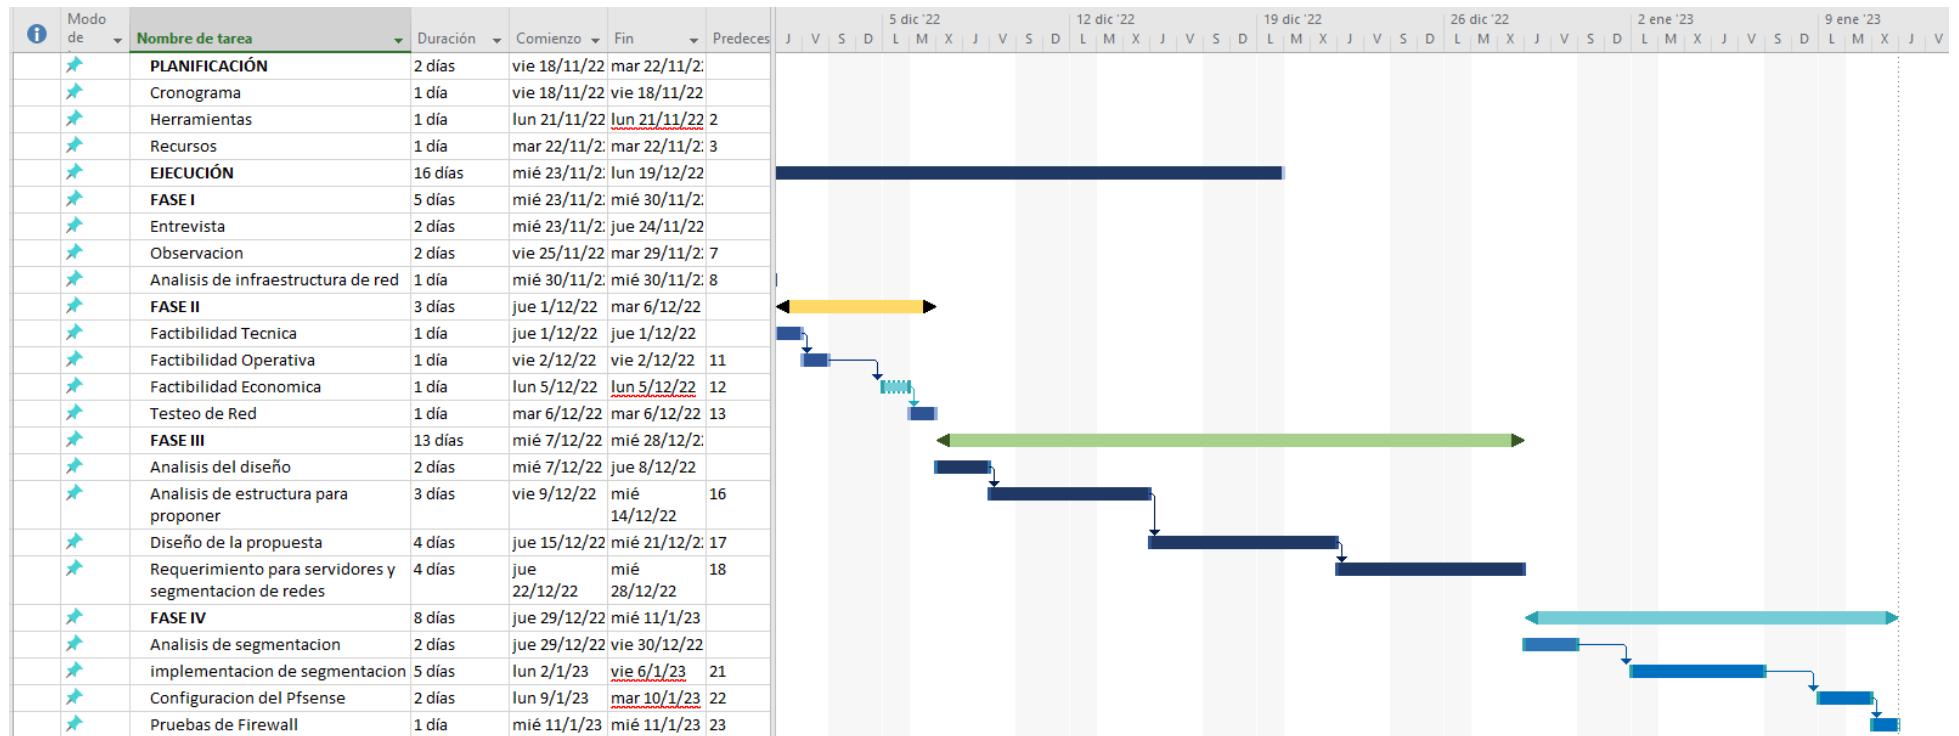 Modo
de
Nombre de tarea Duración Comienzo Fin Predeces
5 dic '22 12 dic '22 19 dic '22 26 dic '22 2 ene '23 9 ene '23
J V S D L M X J V S D L M X J V S D L M X J V S D L M X J V S D L M X J V S D L M X J V
PLANIFICACIÓN 2 días vie 18/11/22 mar 22/11/2
Cronograma 1 día vie 18/11/22 vie 18/11/22
Herramientas 1 día lun 21/11/22 lun 21/11/22 2
Recursos 1 día mar 22/11/2 mar 22/11/2 3
EJECUCIÓN 16 días mié 23/11/2 lun 19/12/22
FASE I 5 días mié 23/11/2 mié 30/11/2
Entrevista 2 días mié 23/11/2 jue 24/11/22
Observacion 2 días vie 25/11/22 mar 29/11/2 7
Analisis de infraestructura de red 1 día mié 30/11/2 mié 30/11/2 8
FASE II 3 días jue 1/12/22 mar 6/12/22
Factibilidad Tecnica 1 día jue 1/12/22 jue 1/12/22
Factibilidad Operativa 1 día vie 2/12/22 vie 2/12/22 11
Factibilidad Economica 1 día lun 5/12/22 lun 5/12/22 12
Testeo de Red 1 día mar 6/12/22 mar 6/12/22 13
FASE III 13 días mié 7/12/22 mié 28/12/2
Analisis del diseño 2 días mié 7/12/22 jue 8/12/22
Analisis de estructura para 3 días vie 9/12/22 mié 16
proponer 14/12/22
Diseño de la propuesta 4 días jue 15/12/22 mié 21/12/2 17
Requerimiento para servidores y 4 días jue mié 18
segmentacion de redes 22/12/22 28/12/22
FASE IV 8 días jue 29/12/22 mié 11/1/23
Analisis de segmentacion 2 días jue 29/12/22 vie 30/12/22
implementacion de segmentacion 5 días lun 2/1/23 vie 6/1/23 21
Configuracion del Pfsense 2 días lun 9/1/23 mar 10/1/23 22
Pruebas de Firewall 1 día mié 11/1/23 mié 11/1/23 23